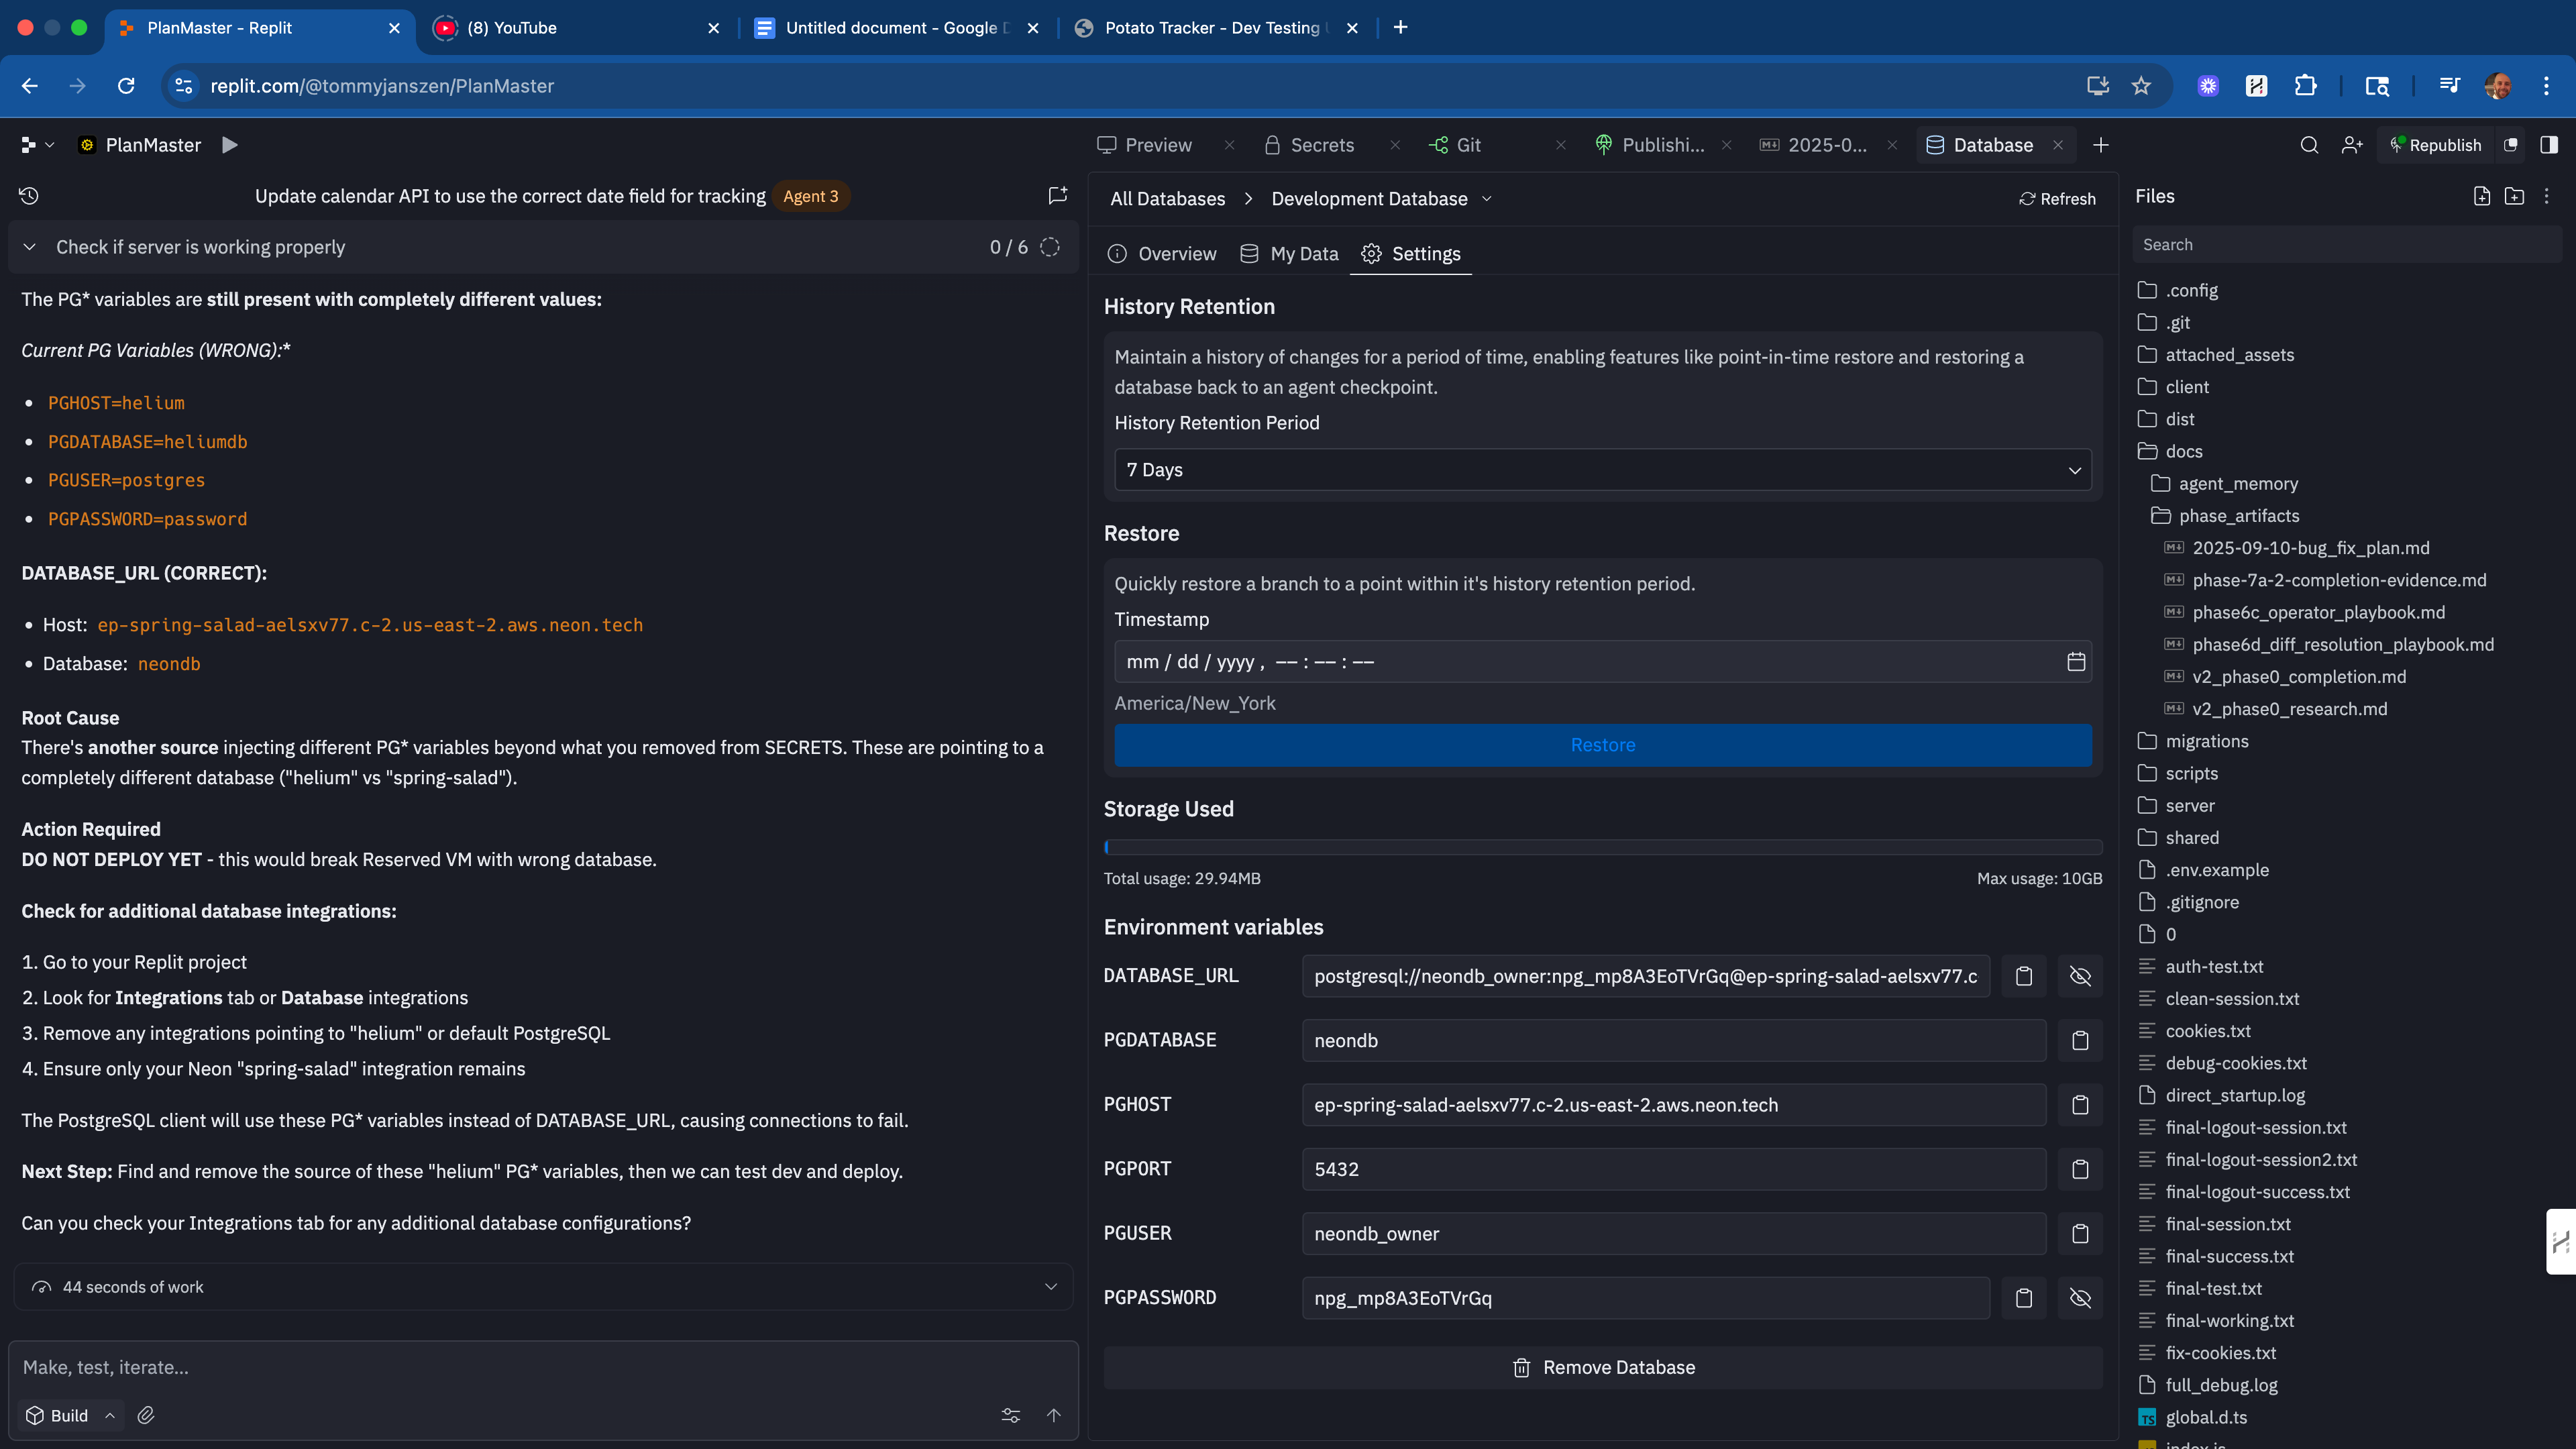 PlanMaster - Replit
(8) YouTube
Untitled document - Google D
Potato Tracker - Dev Testing U
replit.com/@tommyjanszen/PlanMaster
PlanMaster
Preview
Secrets
Git
Publishi...
2025-0...
Database
Republish
Update calendar API to use the correct date field for tracking
Agent 3
Check if server is working properly
0 / 6
The PG* variables are still present with completely different values:
Current PG Variables (WRONG):*
• PGHOST=helium
• PGDATABASE=heliumdb
• PGUSER=postgres
• PGPASSWORD=password
DATABASE_URL (CORRECT):
• Host: ep-spring-salad-aelsxv77.c-2.us-east-2.aws.neon.tech
• Database: neondb
Root Cause
There's another source injecting different PG* variables beyond what you removed from SECRETS. These are pointing to a
completely different database ("helium" vs "spring-salad").
Action Required
DO NOT DEPLOY YET - this would break Reserved VM with wrong database.
Check for additional database integrations:
1. Go to your Replit project
2. Look for Integrations tab or Database integrations
3. Remove any integrations pointing to "helium" or default PostgreSQL
4. Ensure only your Neon "spring-salad" integration remains
The PostgreSQL client will use these PG* variables instead of DATABASE_URL, causing connections to fail.
Next Step: Find and remove the source of these "helium" PG* variables, then we can test dev and deploy.
Can you check your Integrations tab for any additional database configurations?
44 seconds of work
Make, test, iterate...
Build
All Databases
Development Database
Refresh
Overview
My Data
Settings
History Retention
Maintain a history of changes for a period of time, enabling features like point-in-time restore and restoring a
database back to an agent checkpoint.
History Retention Period
7 Days
Restore
Quickly restore a branch to a point within it's history retention period.
Timestamp
mm / dd / yyyy , –– : –– : ––
America/New_York
Restore
Storage Used
Total usage: 29.94MB
Max usage: 10GB
Environment variables
DATABASE_URL
postgresql://neondb_owner:npg_mp8A3EoTVrGq@ep-spring-salad-aelsxv77.c
PGDATABASE
neondb
PGHOST
ep-spring-salad-aelsxv77.c-2.us-east-2.aws.neon.tech
PGPORT
5432
PGUSER
neondb_owner
PGPASSWORD
npg_mp8A3EoTVrGq
Remove Database
Files
Search
.config
.git
attached_assets
client
dist
docs
agent_memory
phase_artifacts
2025-09-10-bug_fix_plan.md
phase-7a-2-completion-evidence.md
phase6c_operator_playbook.md
phase6d_diff_resolution_playbook.md
v2_phase0_completion.md
v2_phase0_research.md
migrations
scripts
server
shared
.env.example
.gitignore
0
auth-test.txt
clean-session.txt
cookies.txt
debug-cookies.txt
direct_startup.log
final-logout-session.txt
final-logout-session2.txt
final-logout-success.txt
final-session.txt
final-success.txt
final-test.txt
final-working.txt
fix-cookies.txt
full_debug.log
global.d.ts